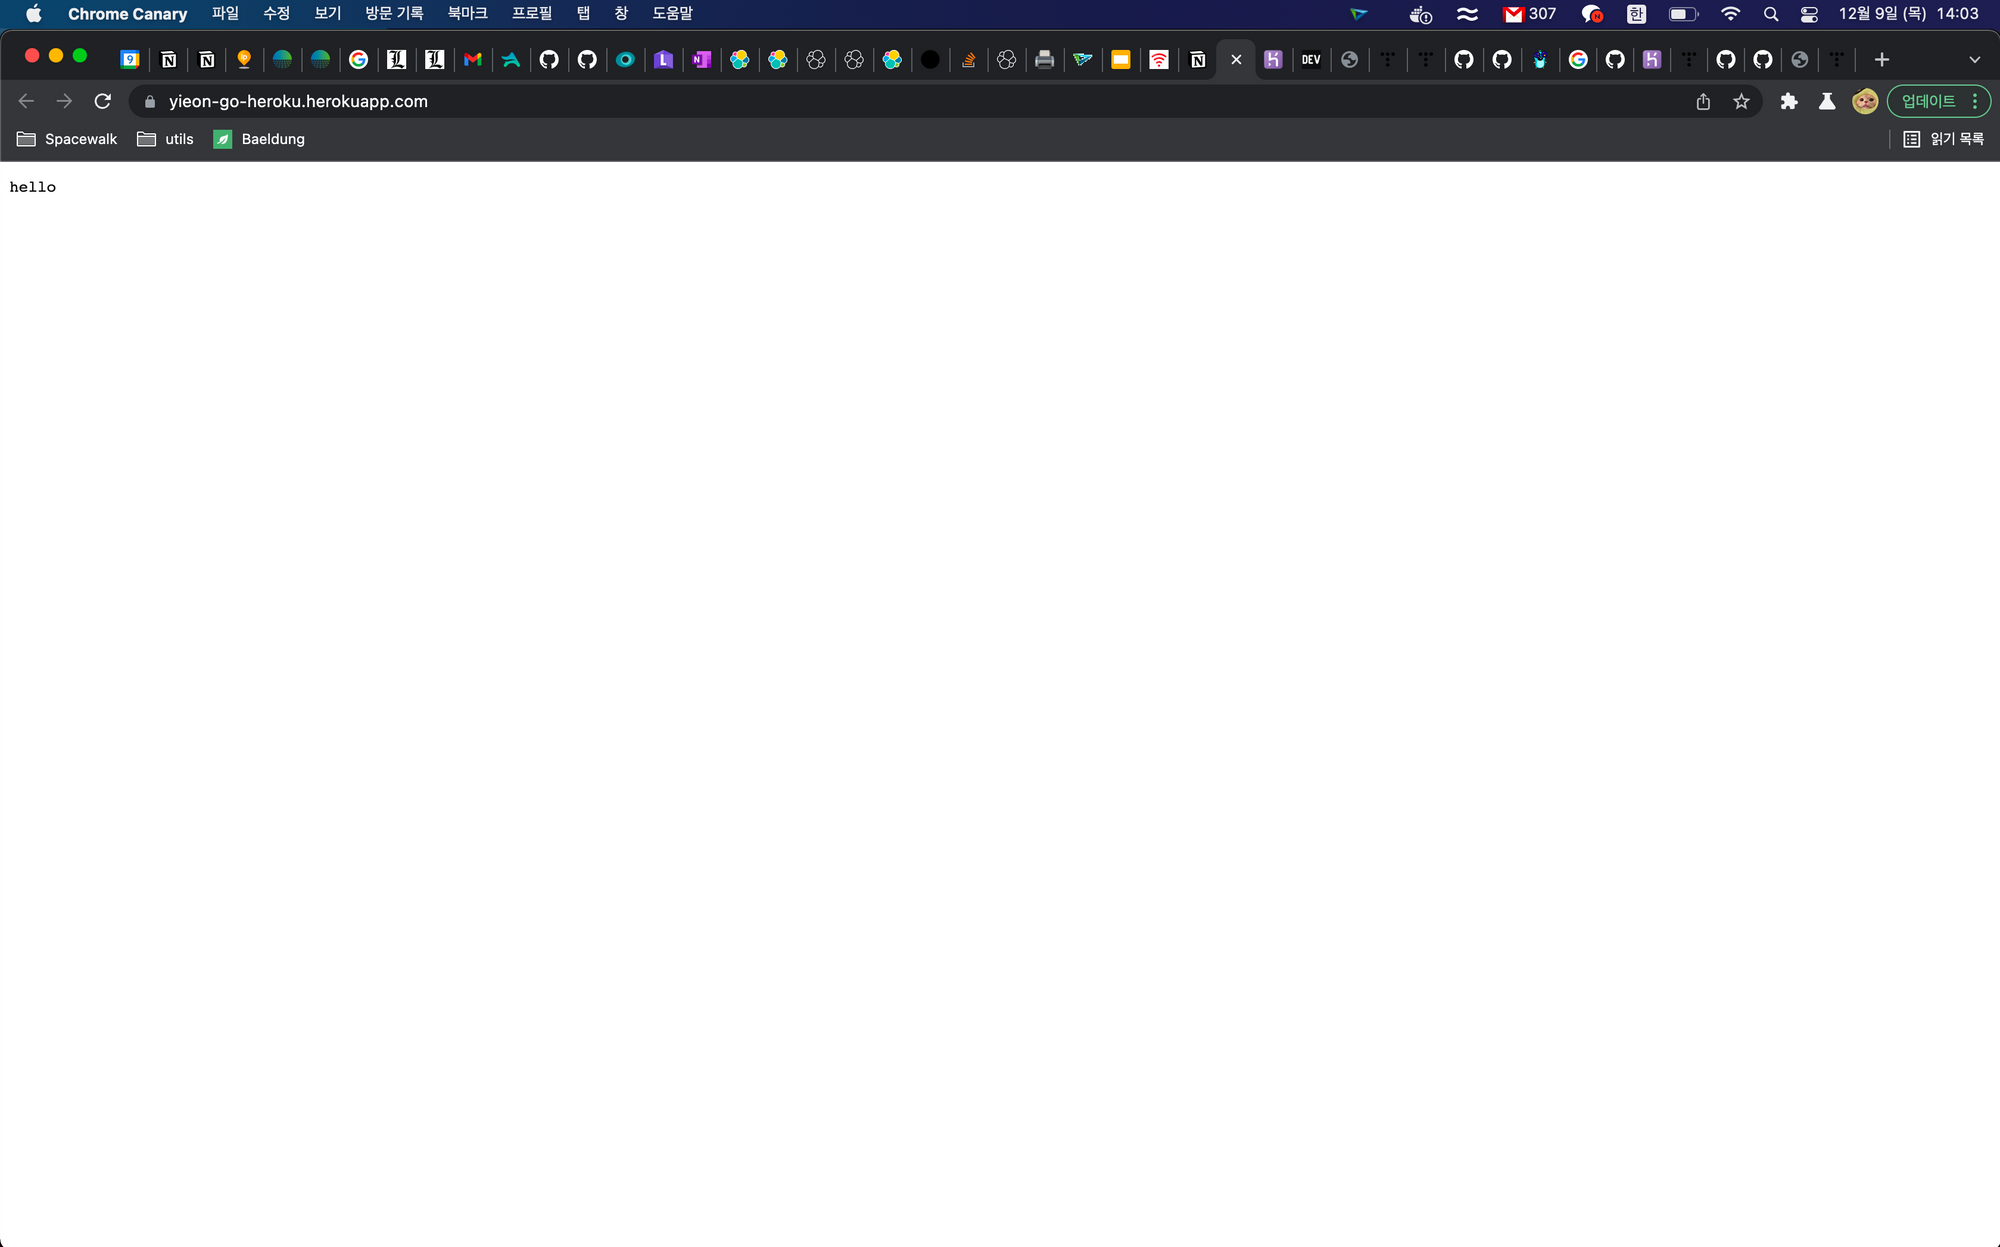 Chrome Canary 파일 수정 보기 방문 기록 북마크 프로필 탭 창 도움말 307 한 12월 9일 (목) 14:03
9 N N G L L L N N H DEV G H
yieon-go-heroku.herokuapp.com 업데이트
Spacewalk utils Baeldung 읽기 목록
hello